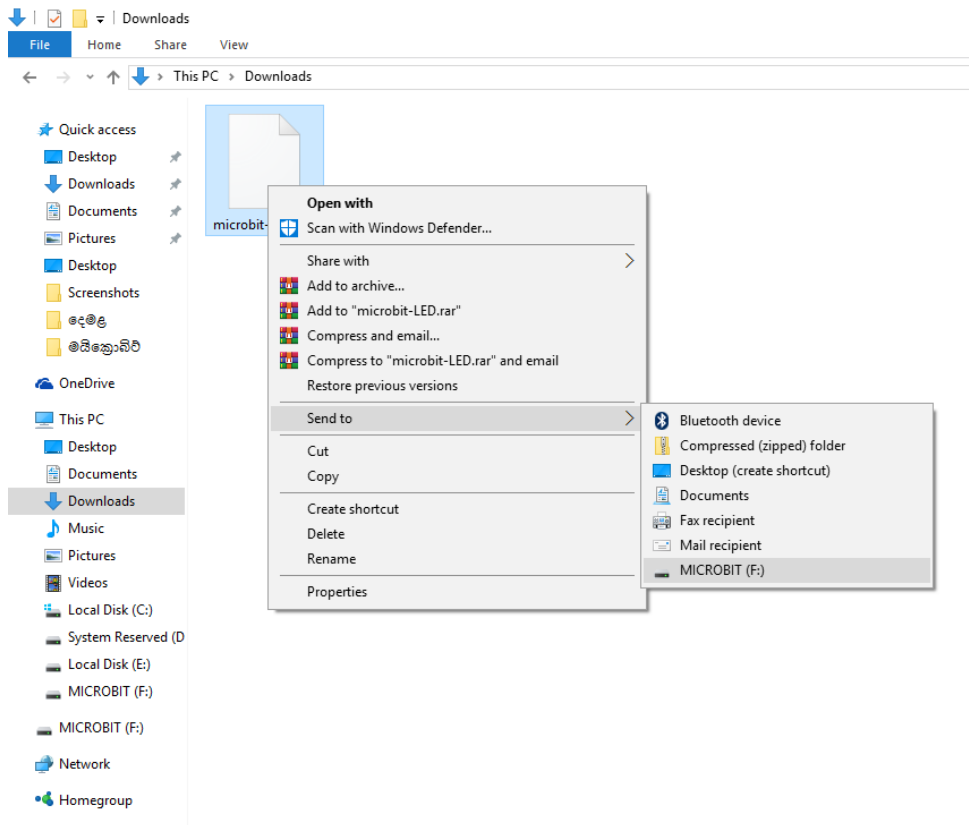 Downloads
File Home Share View
This PC > Downloads
Quick access
Desktop
Downloads
Documents
Pictures
Desktop
Screenshots
දෙමළ
මයික්‍රොබිට්
OneDrive
This PC
Desktop
Documents
Downloads
Music
Pictures
Videos
Local Disk (C:)
System Reserved (D
Local Disk (E:)
MICROBIT (F:)
MICROBIT (F:)
Network
Homegroup
microbit-
Open with
Scan with Windows Defender...
Share with
Add to archive...
Add to "microbit-LED.rar"
Compress and email...
Compress to "microbit-LED.rar" and email
Restore previous versions
Send to
Cut
Copy
Create shortcut
Delete
Rename
Properties
Bluetooth device
Compressed (zipped) folder
Desktop (create shortcut)
Documents
Fax recipient
Mail recipient
MICROBIT (F:)